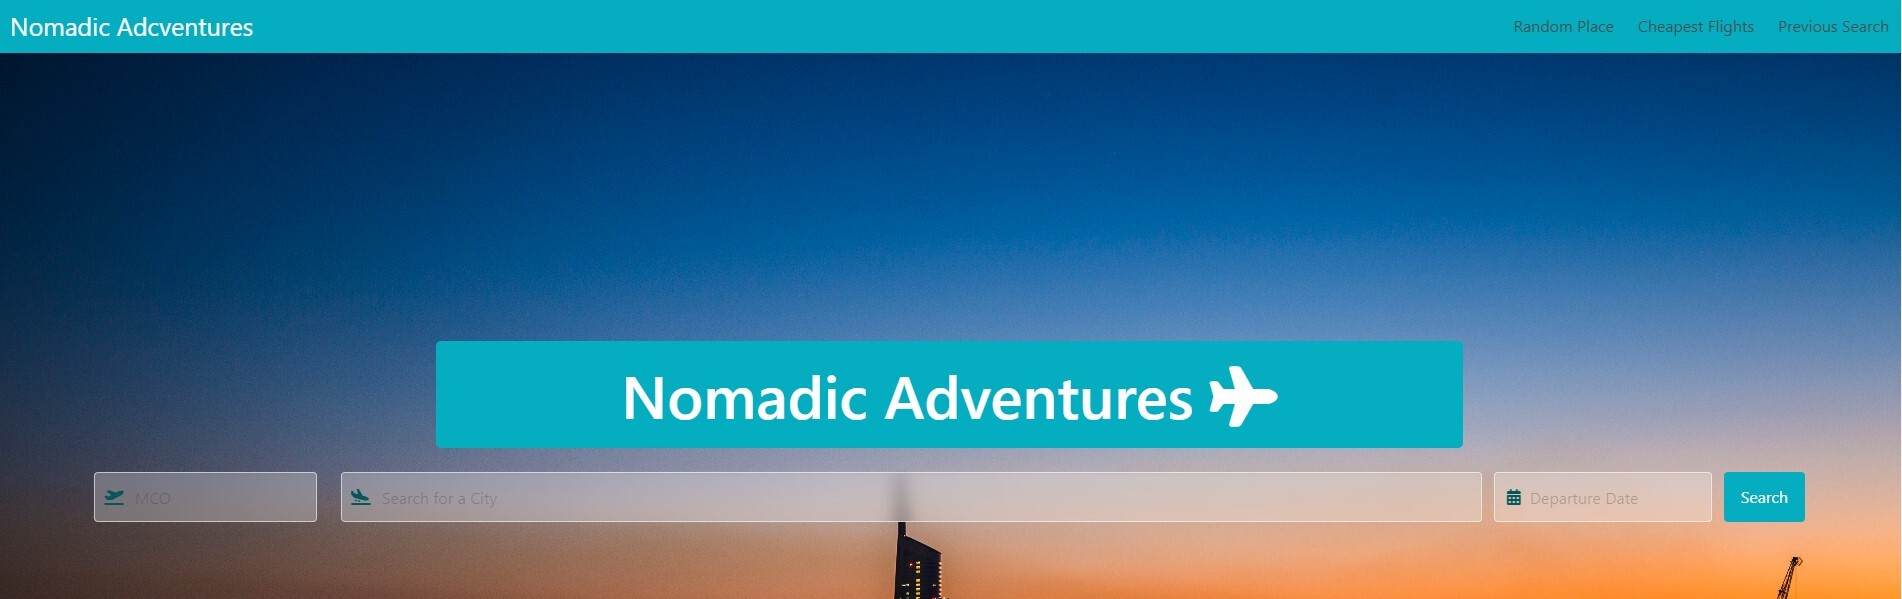 Nomadic Adcventures
Random Place Cheapest Flights Previous Search
Nomadic Adventures
MCO
Search for a City
Departure Date
Search